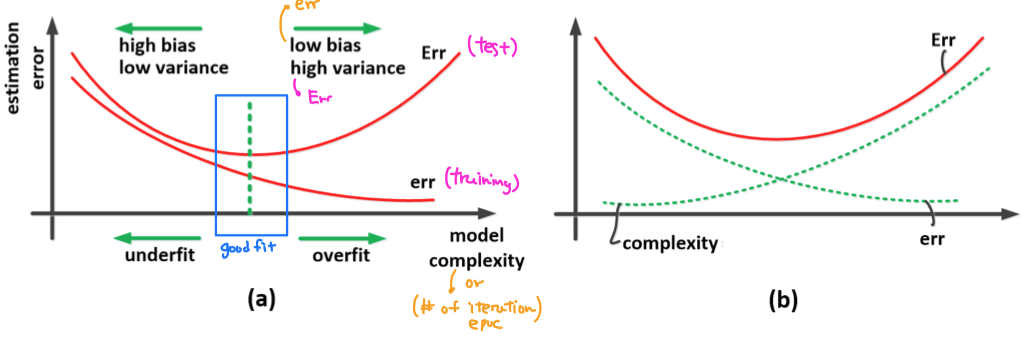 err
high bias
low variance
low bias
high variance
Err
(test)
Err
estimation
error
err
(training)
good fit
underfit
overfit
model
complexity
or
(# of iteration)
epoc
(a)
Err
complexity
err
(b)